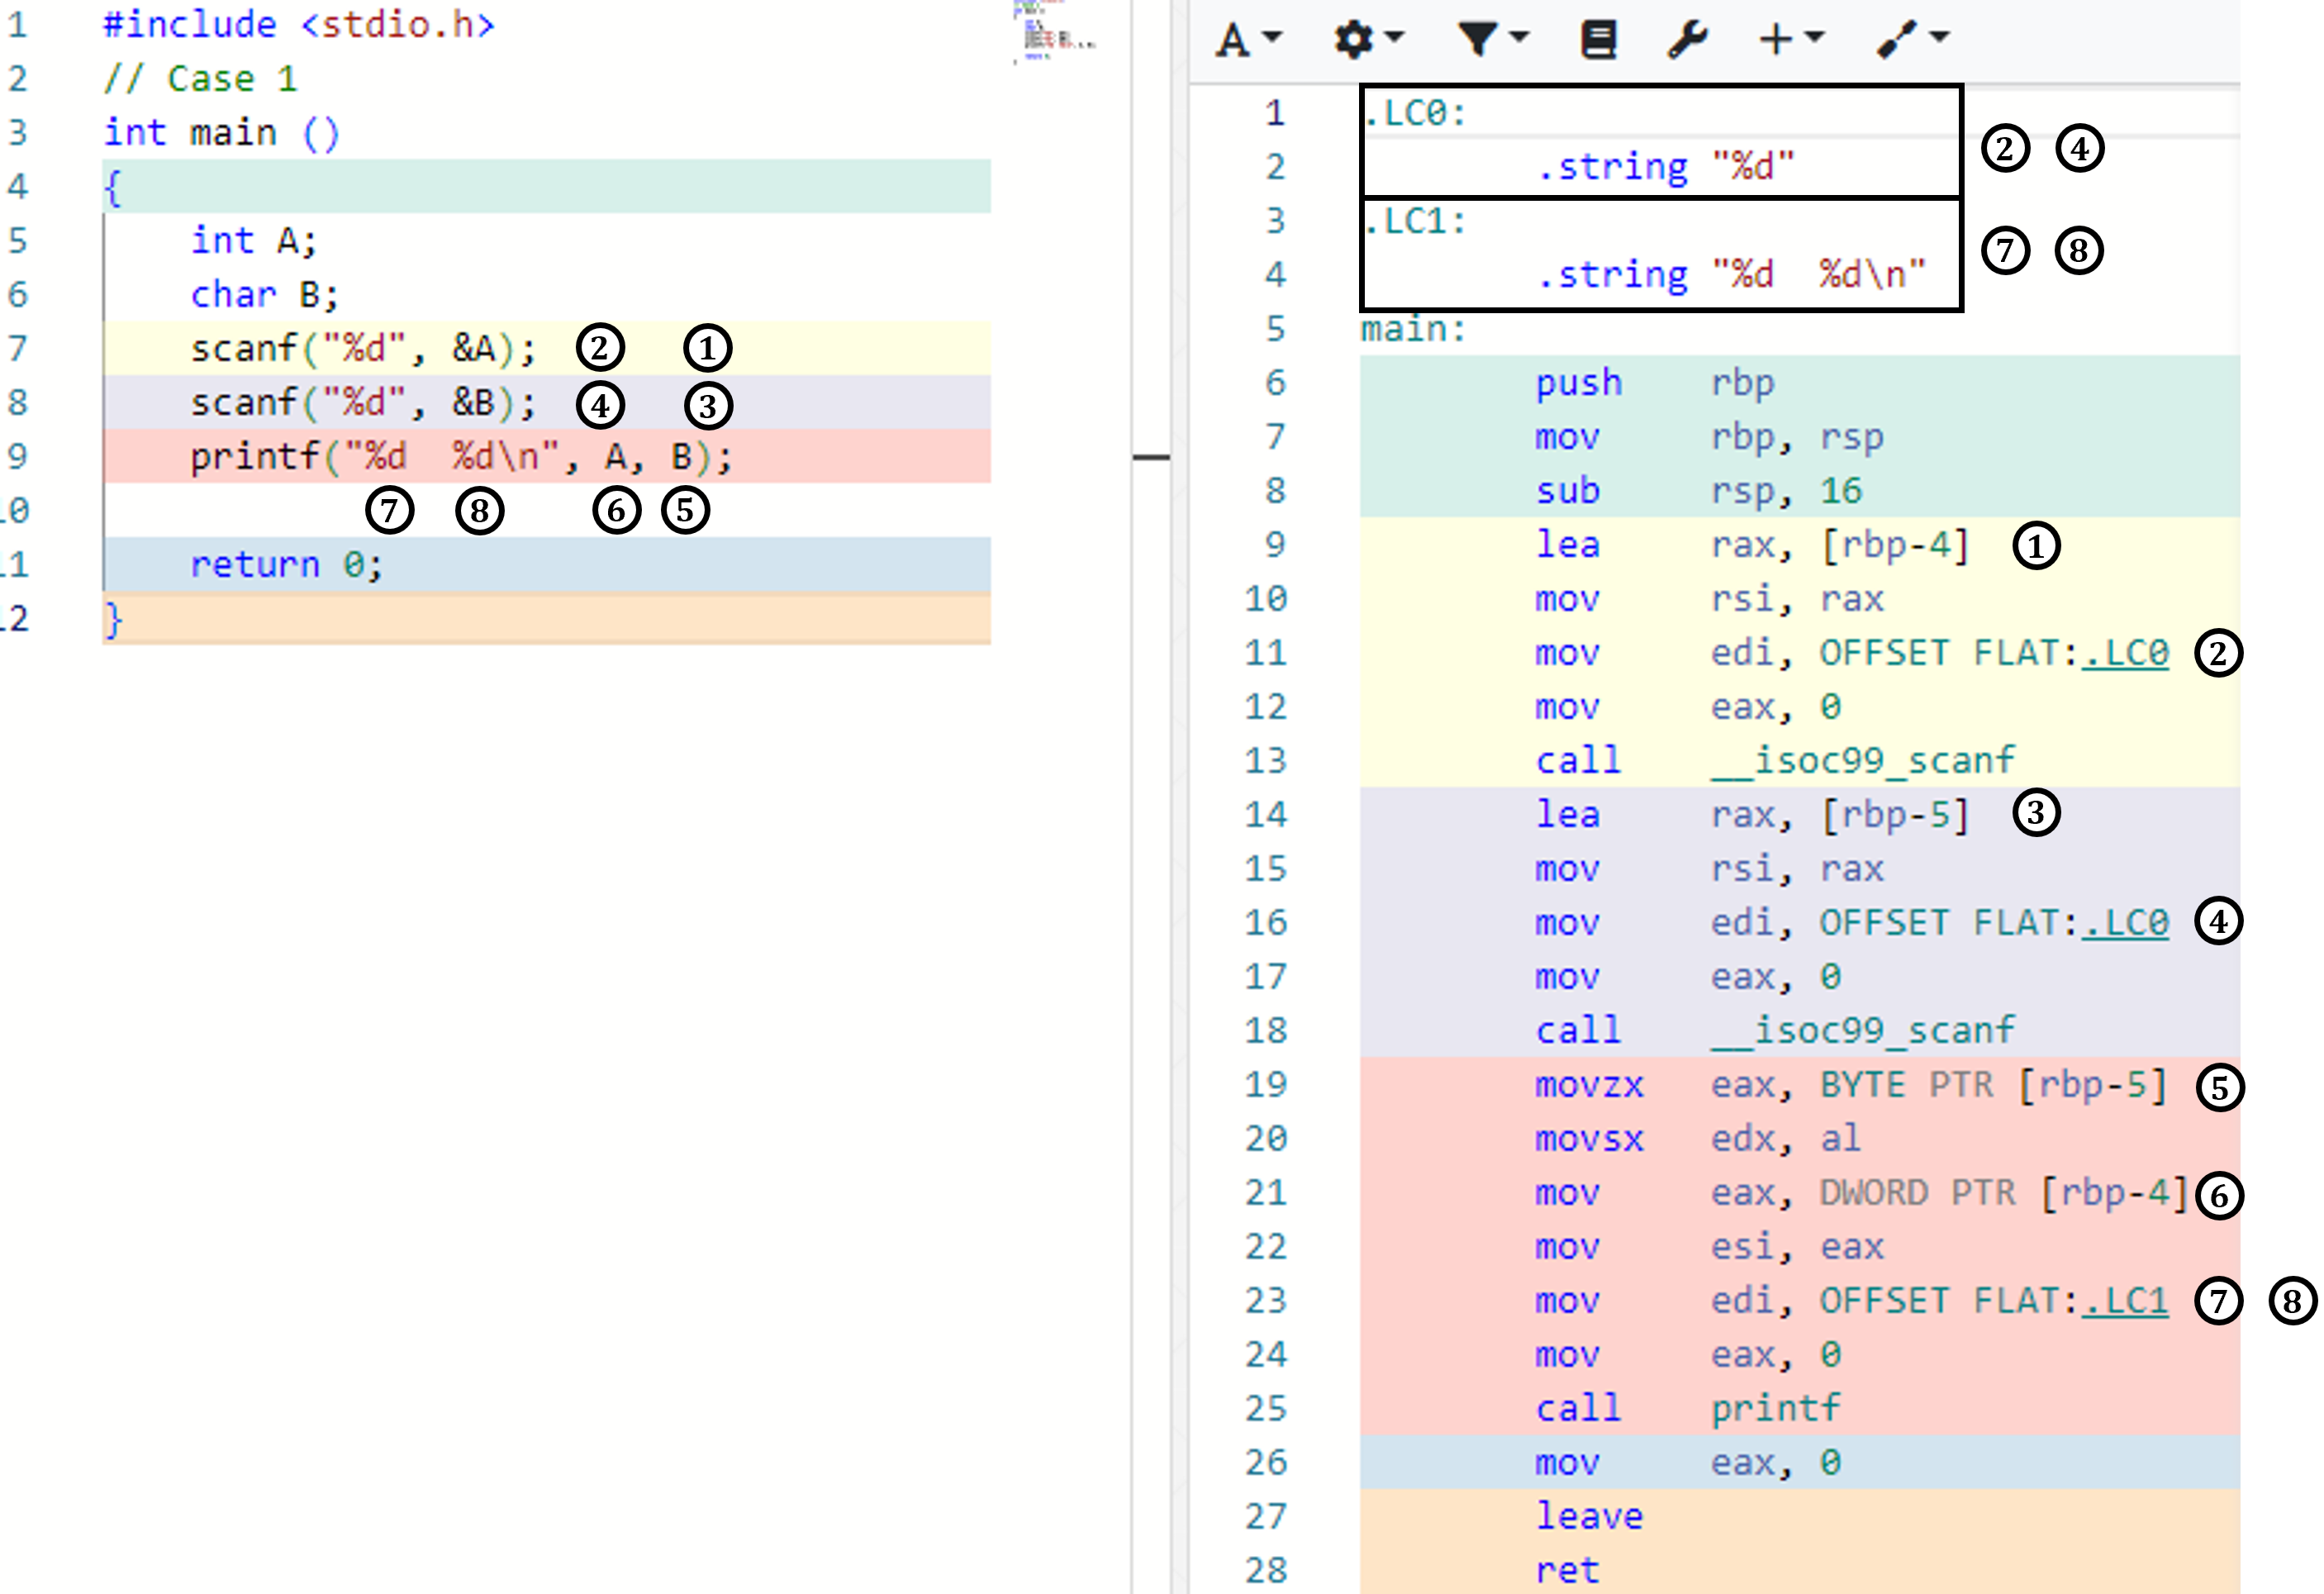 1 #include <stdio.h>
2 // Case 1
3 int main ()
4 {
5 int A;
6 char B;
7 scanf("%d", &A); ② ①
8 scanf("%d", &B); ④ ③
9 printf("%d  %d\n", A, B);
10 ⑦ ⑧ ⑥ ⑤
11 return 0;
12 }
A
1 .LC0:
2 .string "%d" ② ④
3 .LC1:
4 .string "%d  %d\n" ⑦ ⑧
5 main:
6 push rbp
7 mov rbp, rsp
8 sub rsp, 16
9 lea rax, [rbp-4] ①
10 mov rsi, rax
11 mov edi, OFFSET FLAT:.LC0 ②
12 mov eax, 0
13 call __isoc99_scanf
14 lea rax, [rbp-5] ③
15 mov rsi, rax
16 mov edi, OFFSET FLAT:.LC0 ④
17 mov eax, 0
18 call __isoc99_scanf
19 movzx eax, BYTE PTR [rbp-5] ⑤
20 movsx edx, al
21 mov eax, DWORD PTR [rbp-4] ⑥
22 mov esi, eax
23 mov edi, OFFSET FLAT:.LC1 ⑦ ⑧
24 mov eax, 0
25 call printf
26 mov eax, 0
27 leave
28 ret